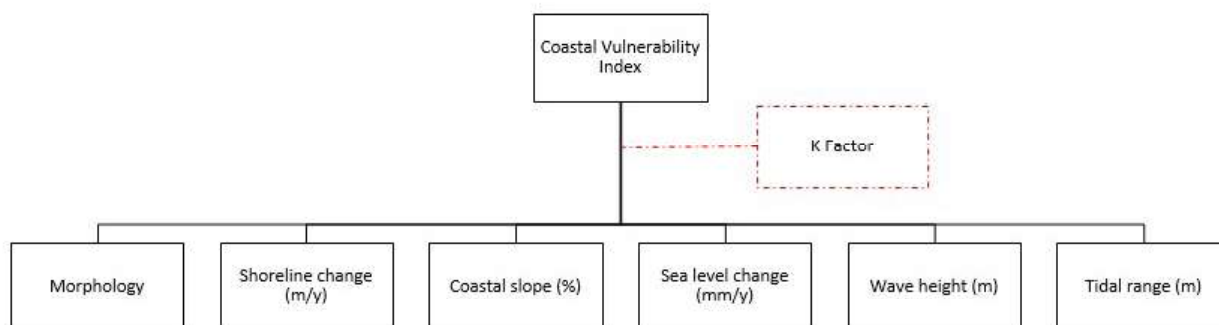 Coastal Vulnerability
Index
K Factor
Morphology
Shoreline change
(m/y)
Coastal slope (%)
Sea level change
(mm/y)
Wave height (m)
Tidal range (m)